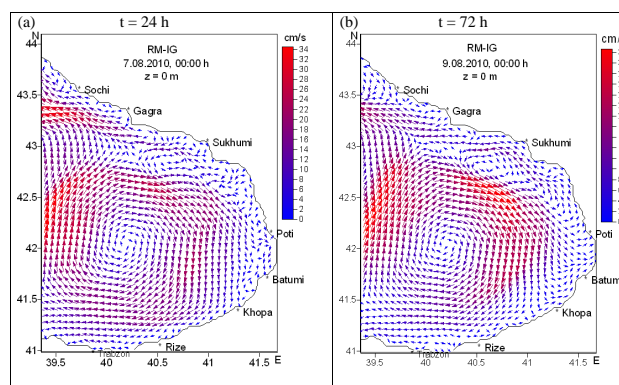 (a) t = 24 h
N
cm/s
44
RM-IG
7.08.2010, 00:00 h
z = 0 m
34
32
30
28
26
24
22
20
18
16
14
12
10
8
6
4
2
0
Sochi
43.5
Gagra
43
Sukhumi
42.5
Poti
42
Batumi
41.5
Khopa
Rize
Trabzon
41
39.5 40 40.5 41 41.5
E
(b) t = 72 h
N
cm/s
44
RM-IG
9.08.2010, 00:00 h
z = 0 m
Sochi
43.5
Gagra
43
Sukhumi
42.5
Poti
42
Batumi
41.5
Khopa
Rize
Trabzon
41
39.5 40 40.5 41 41.5
E